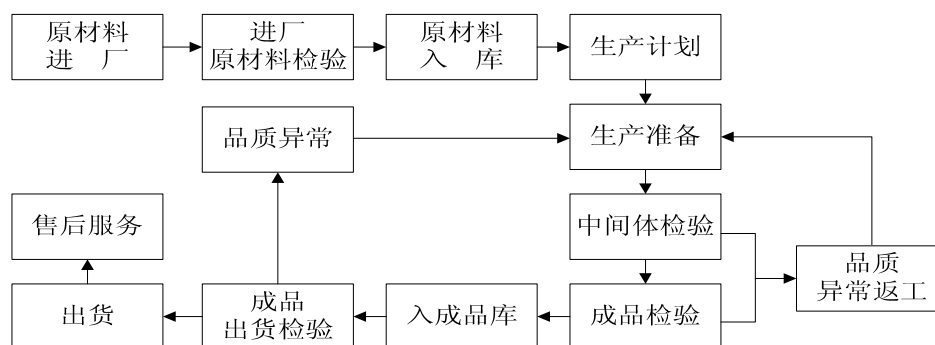 原材料
进 厂
进厂
原材料检验
原材料
入 库
生产计划
品质异常
生产准备
售后服务
中间体检验
品质
异常返工
出货
成品
出货检验
入成品库
成品检验